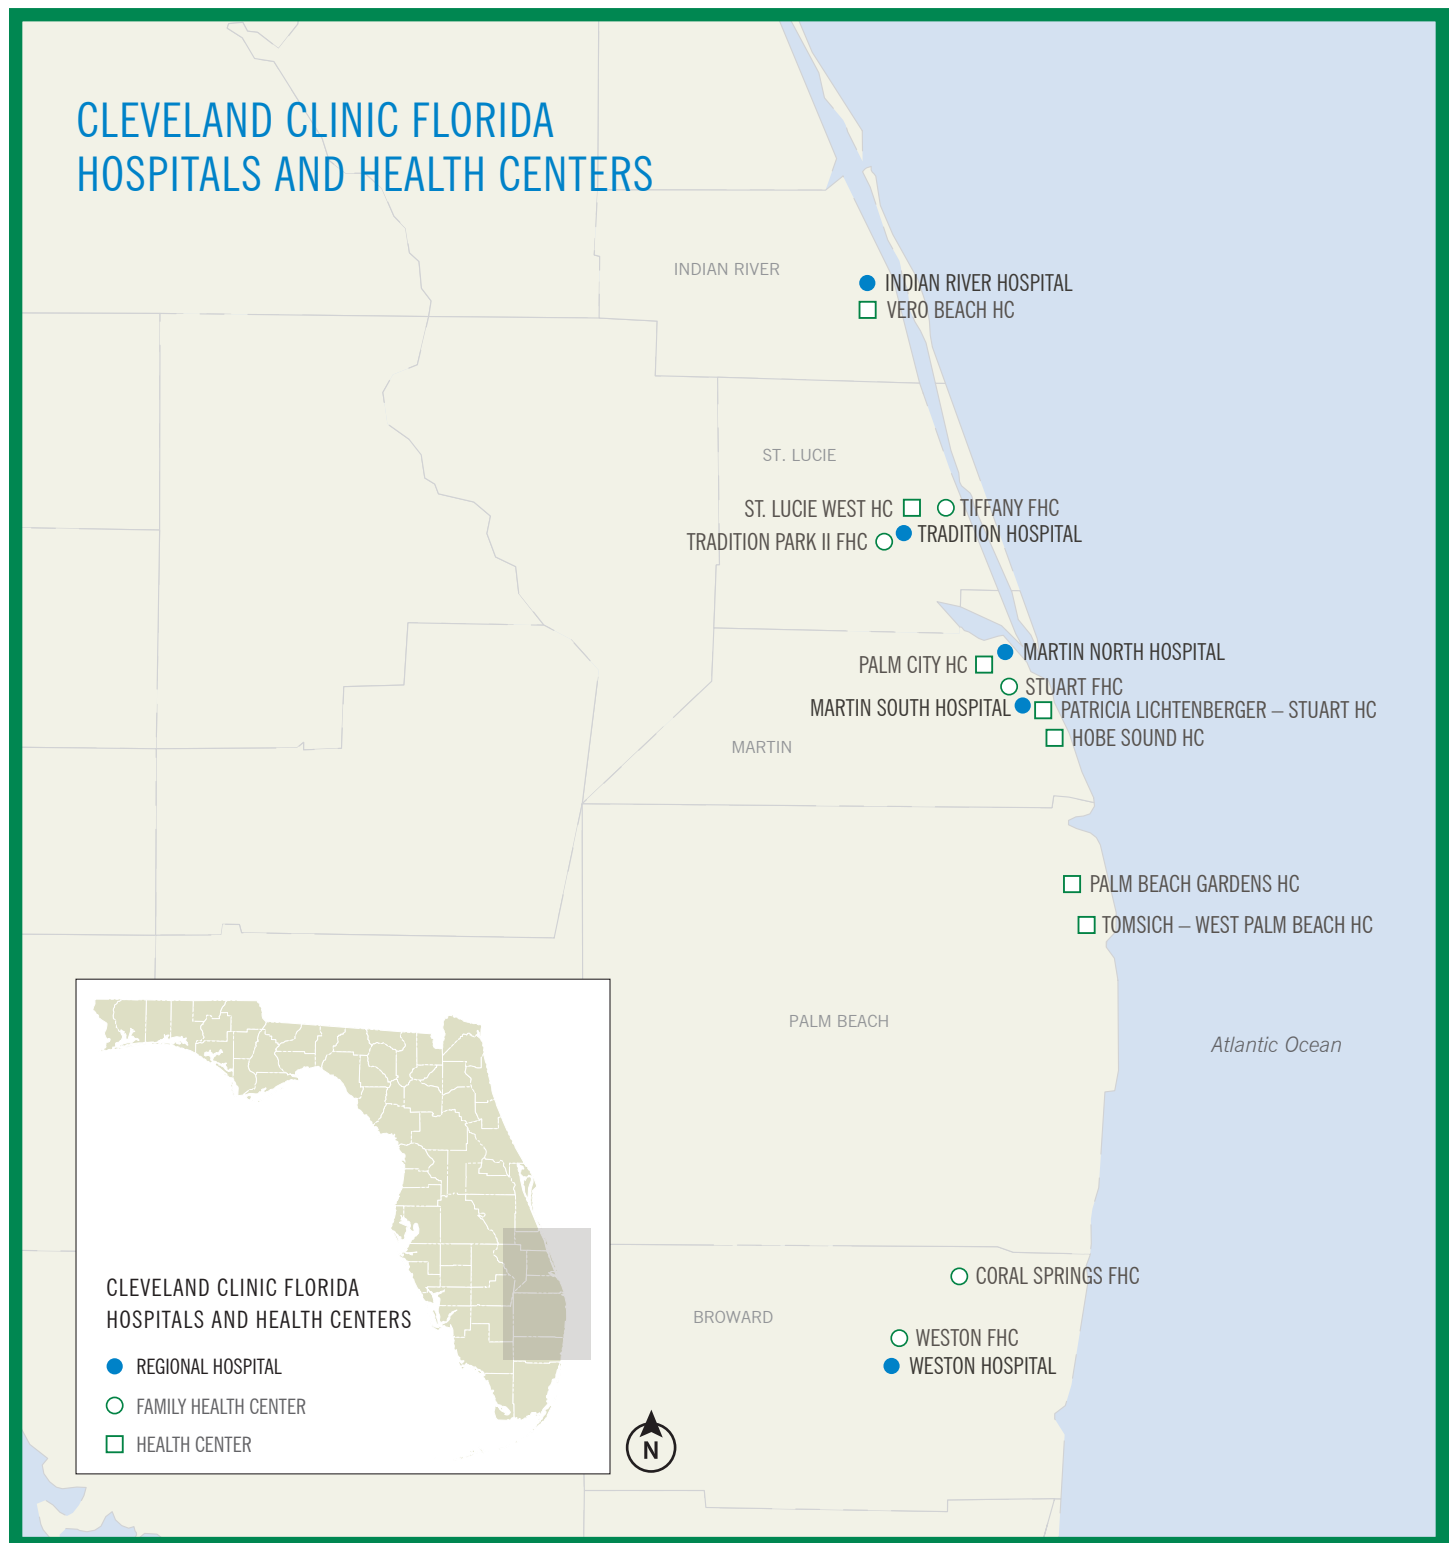 CLEVELAND CLINIC FLORIDA
HOSPITALS AND HEALTH CENTERS
INDIAN RIVER
INDIAN RIVER HOSPITAL
VERO BEACH HC
ST. LUCIE
ST. LUCIE WEST HC
TIFFANY FHC
TRADITION HOSPITAL
TRADITION PARK II FHC
MARTIN NORTH HOSPITAL
PALM CITY HC
STUART FHC
MARTIN SOUTH HOSPITAL
PATRICIA LICHTENBERGER – STUART HC
HOBE SOUND HC
MARTIN
PALM BEACH GARDENS HC
TOMSICH – WEST PALM BEACH HC
PALM BEACH
Atlantic Ocean
CORAL SPRINGS FHC
BROWARD
WESTON FHC
WESTON HOSPITAL
CLEVELAND CLINIC FLORIDA
HOSPITALS AND HEALTH CENTERS
REGIONAL HOSPITAL
FAMILY HEALTH CENTER
HEALTH CENTER
N